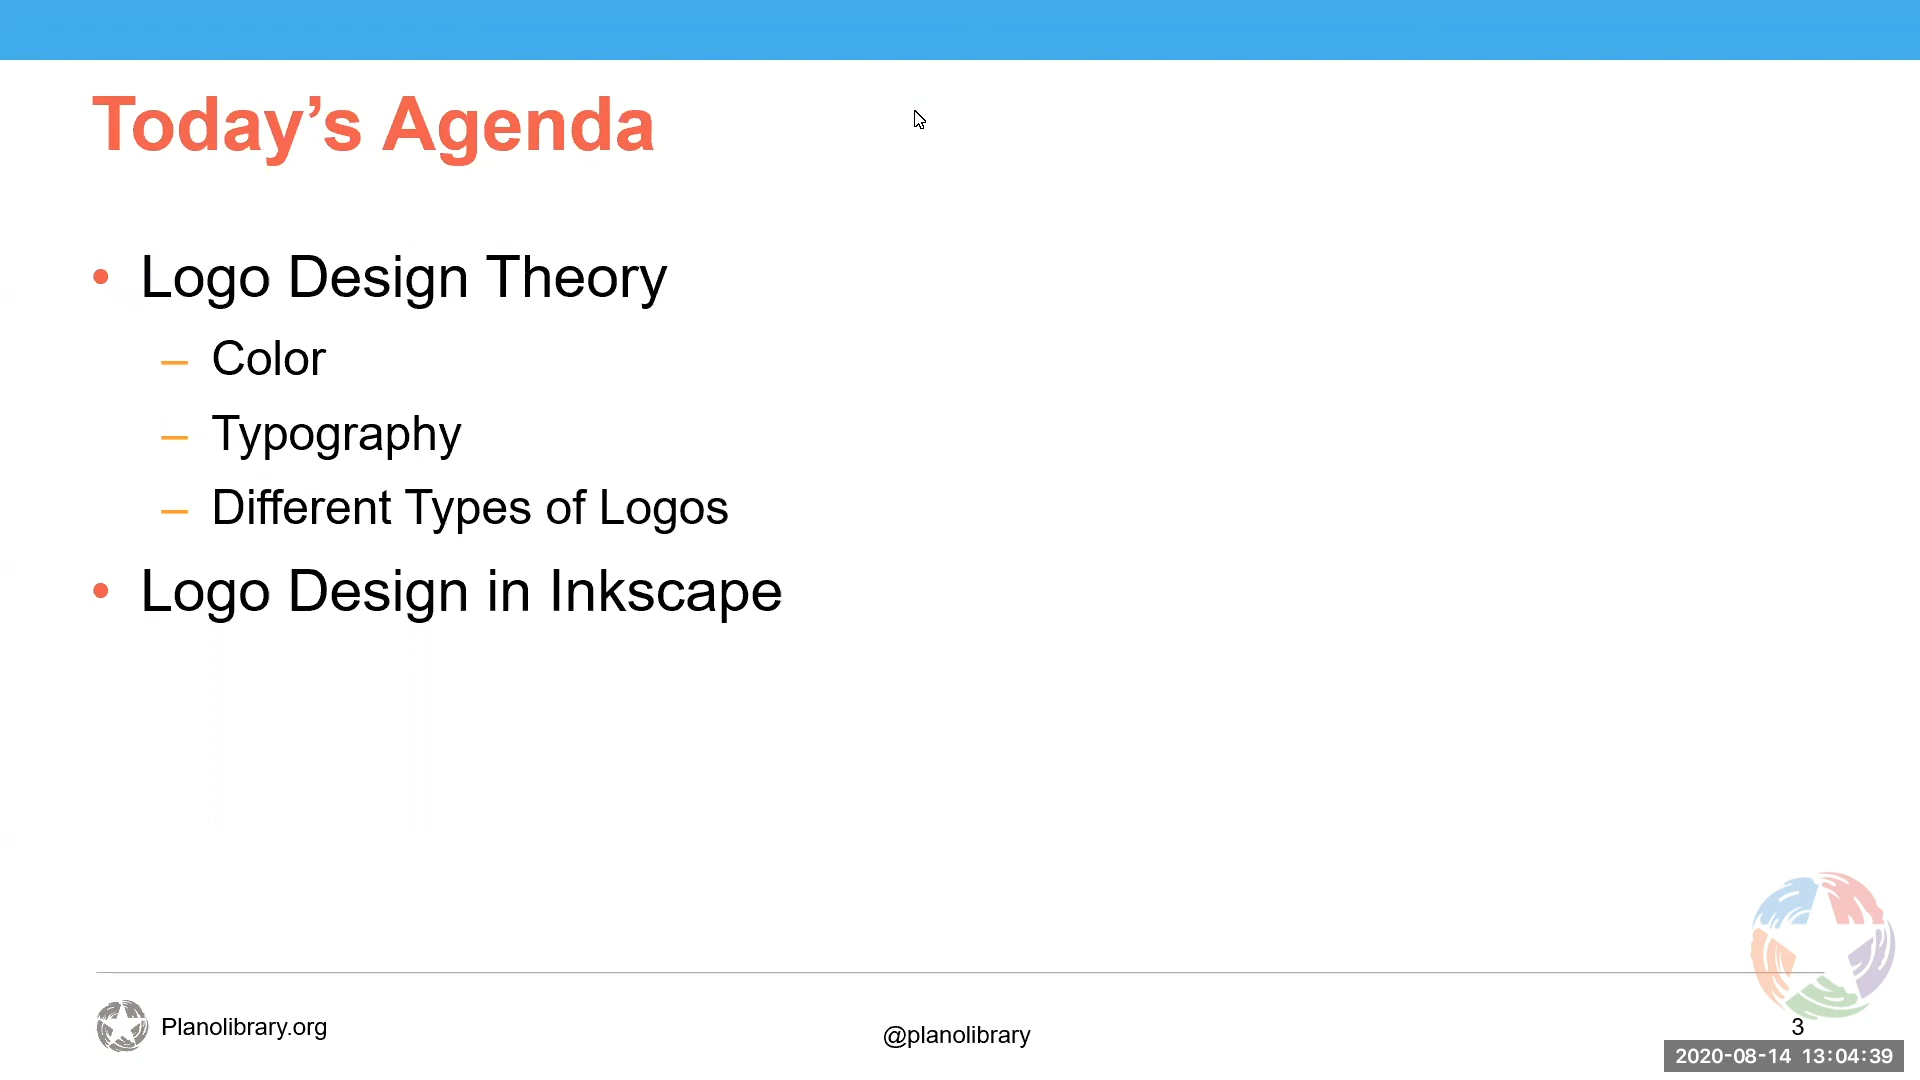 Today’s Agenda
• Logo Design Theory
– Color
– Typography
– Different Types of Logos
• Logo Design in Inkscape
Planolibrary.org
@planolibrary
3
2020-08-14 13:04:39